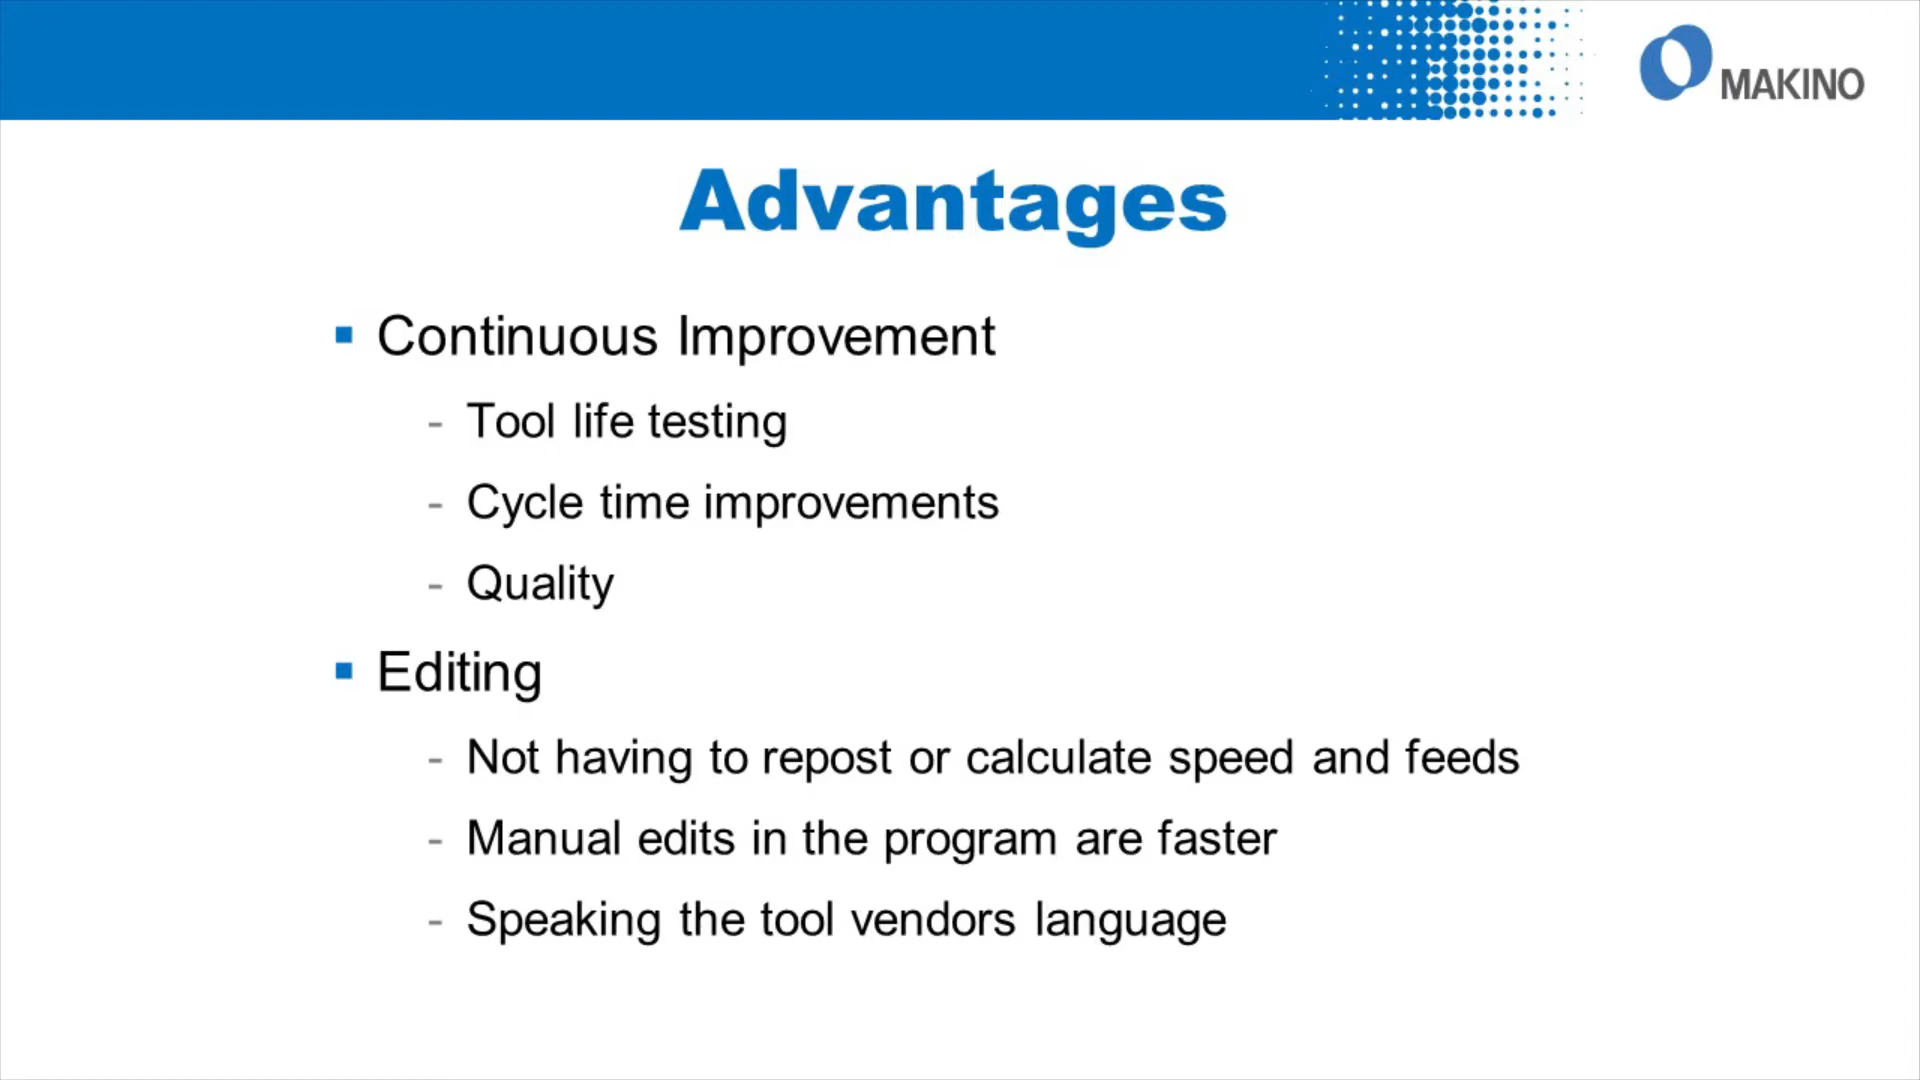 MAKINO
Advantages
Continuous Improvement
- Tool life testing
- Cycle time improvements
- Quality
Editing
- Not having to repost or calculate speed and feeds
- Manual edits in the program are faster
- Speaking the tool vendors language